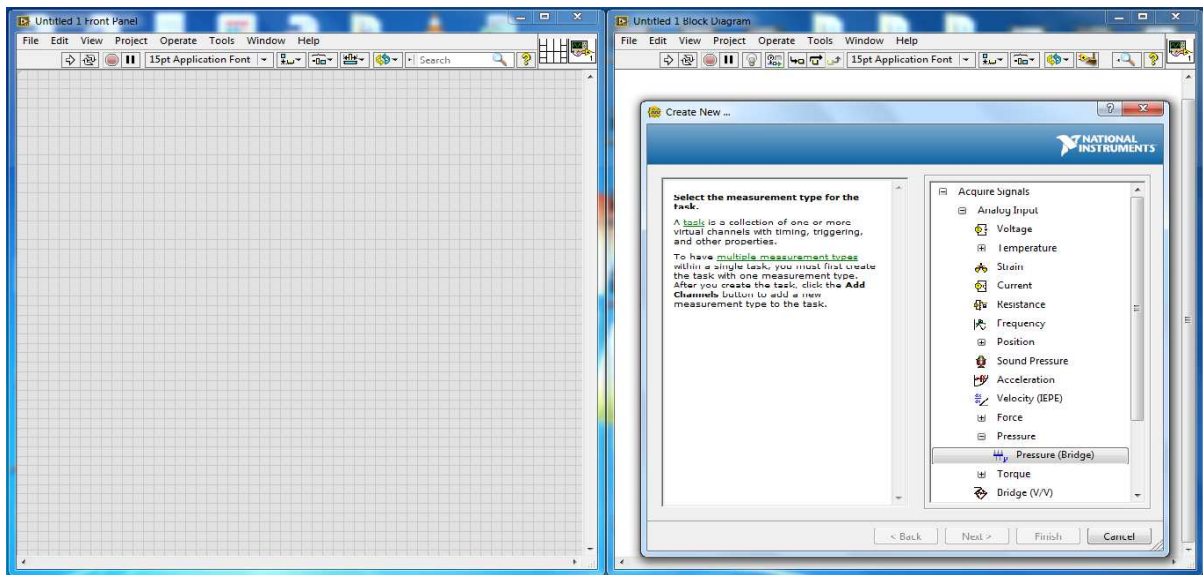 Untitled 1 Front Panel
File Edit View Project Operate Tools Window Help
15pt Application Font
Search
1
Untitled 1 Block Diagram
File Edit View Project Operate Tools Window Help
15pt Application Font
1
Create New ...
NATIONAL
INSTRUMENTS
Select the measurement type for the
task.
A task is a collection of one or more
virtual channels with timing, triggering,
and other properties.
To have multiple measurement types
within a single task, you must first create
the task with one measurement type.
After you create the task, click the Add
Channels button to add a new
measurement type to the task.
Acquire Signals
Analog Input
Voltage
Temperature
Strain
Current
Resistance
Frequency
Position
Sound Pressure
Acceleration
Velocity (IEPE)
Force
Pressure
Pressure (Bridge)
Torque
Bridge (V/V)
< Back Next > Finish Cancel